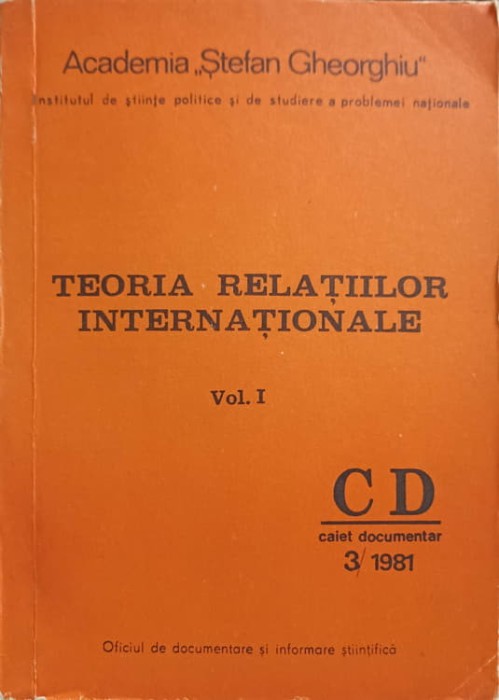 Academia „Ștefan Gheorghiu"
Institutul de științe politice și de studiere a problemei naționale
TEORIA RELAȚIILOR
INTERNAȚIONALE
Vol. I
CD
caiet documentar
3/1981
Oficiul de documentare și informare științifică